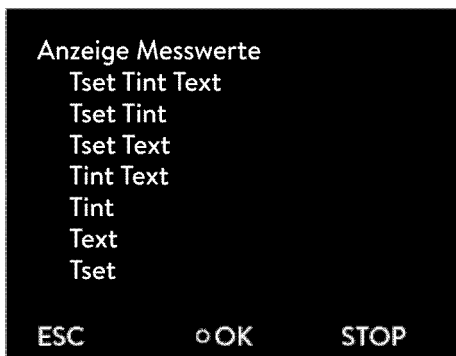 Anzeige Messwerte
Tset Tint Text
Tset Tint
Tset Text
Tint Text
Tint
Text
Tset
ESC OK STOP